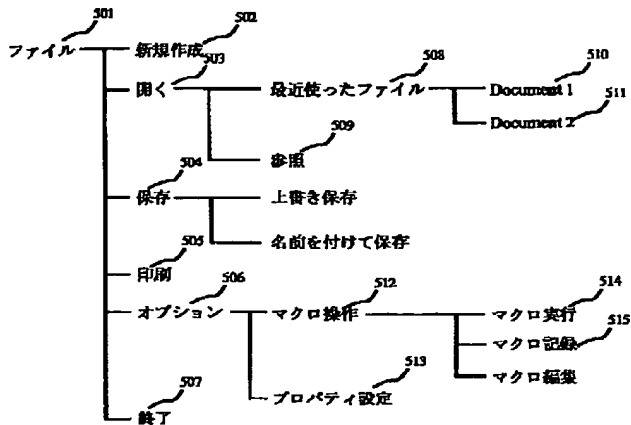 501
ファイル
502
新規作成
503
開く
508
最近使ったファイル
510
Document 1
511
Document 2
509
参照
504
保存
上書き保存
名前を付けて保存
505
印刷
506
オプション
512
マクロ操作
514
マクロ実行
515
マクロ記録
マクロ編集
513
プロパティ設定
507
終了